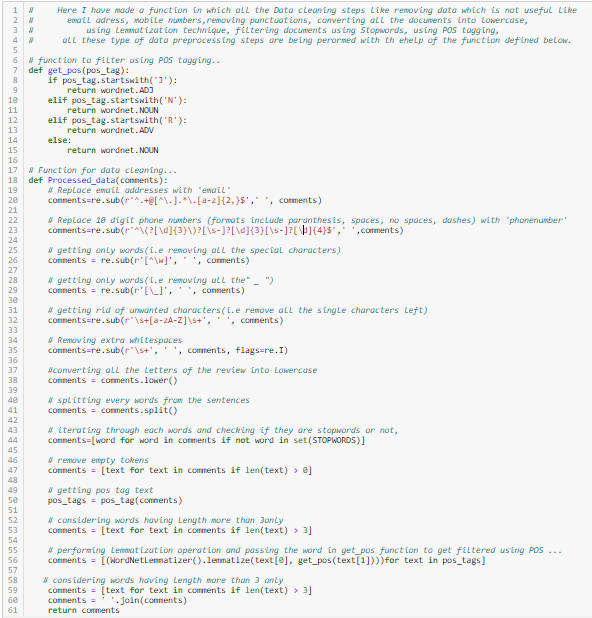 1 # Here I have made a function in which all the Data cleaning steps like removing data which is not useful like
2 # email adress, mobile numbers,removing punctuations, converting all the documents into lowercase,
3 # using Lemmatization technique, filtering documents using Stopwords, using POS tagging,
4 # all these type of data preprocessing steps are being perormed with th ehelp of the function defined below.
5
6 # function to filter using POS tagging..
7 def get_pos(pos_tag):
8 if pos_tag.startswith('J'):
9 return wordnet.ADJ
10 elif pos_tag.startswith('N'):
11 return wordnet.NOUN
12 elif pos_tag.startswith('R'):
13 return wordnet.ADV
14 else:
15 return wordnet.NOUN
16
17 # Function for data cleaning...
18 def Processed_data(comments):
19 # Replace email addresses with 'email'
20 comments=re.sub(r'^.+@[^\.].*\.[a-z]{2,}$',' ', comments)
21
22 # Replace 10 digit phone numbers (formats include paranthesis, spaces, no spaces, dashes) with 'phonenumber'
23 comments=re.sub(r'^\(?[\d]{3}\)?[\s-]?[\d]{3}[\s-]?[\d]{4}$',' ',comments)
24
25 # getting only words(i.e removing all the special characters)
26 comments = re.sub(r'[^\w]', ' ', comments)
27
28 # getting only words(i.e removing all the" _ ")
29 comments = re.sub(r'[\_]', ' ', comments)
30
31 # getting rid of unwanted characters(i.e remove all the single characters left)
32 comments=re.sub(r'\s+[a-zA-Z]\s+', ' ', comments)
33
34 # Removing extra whitespaces
35 comments=re.sub(r'\s+', ' ', comments, flags=re.I)
36
37 #converting all the letters of the review into lowercase
38 comments = comments.lower()
39
40 # splitting every words from the sentences
41 comments = comments.split()
42
43 # iterating through each words and checking if they are stopwords or not,
44 comments=[word for word in comments if not word in set(STOPWORDS)]
45
46 # remove empty tokens
47 comments = [text for text in comments if len(text) > 0]
48
49 # getting pos tag text
50 pos_tags = pos_tag(comments)
51
52 # considering words having length more than 3only
53 comments = [text for text in comments if len(text) > 3]
54
55 # performing lemmatization operation and passing the word in get_pos function to get filtered using POS ...
56 comments = [(WordNetLemmatizer().lemmatize(text[0], get_pos(text[1])))for text in pos_tags]
57
58 # considering words having length more than 3 only
59 comments = [text for text in comments if len(text) > 3]
60 comments = ' '.join(comments)
61 return comments